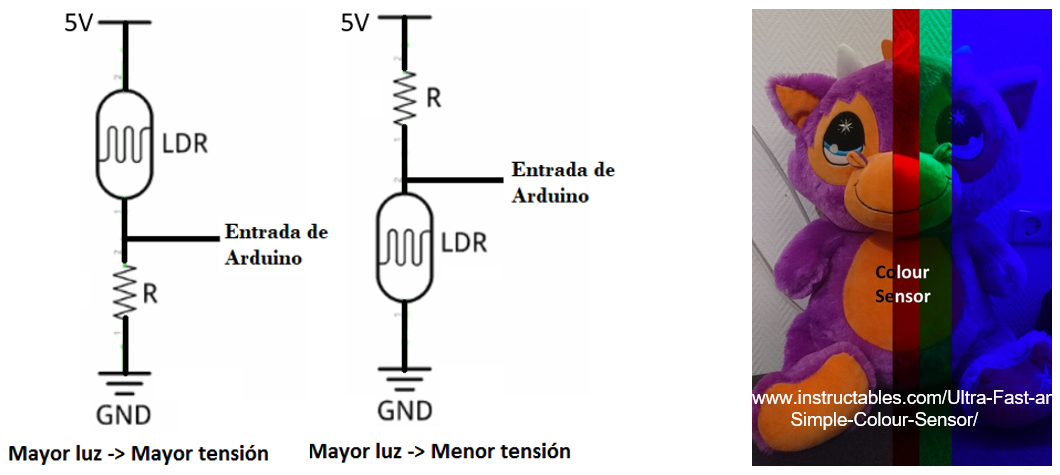 5V
LDR
Entrada de
Arduino
R
GND
Mayor luz -> Mayor tensión
5V
R
Entrada de
Arduino
LDR
GND
Mayor luz -> Menor tensión
Colour
Sensor
www.instructables.com/Ultra-Fast-an
Simple-Colour-Sensor/